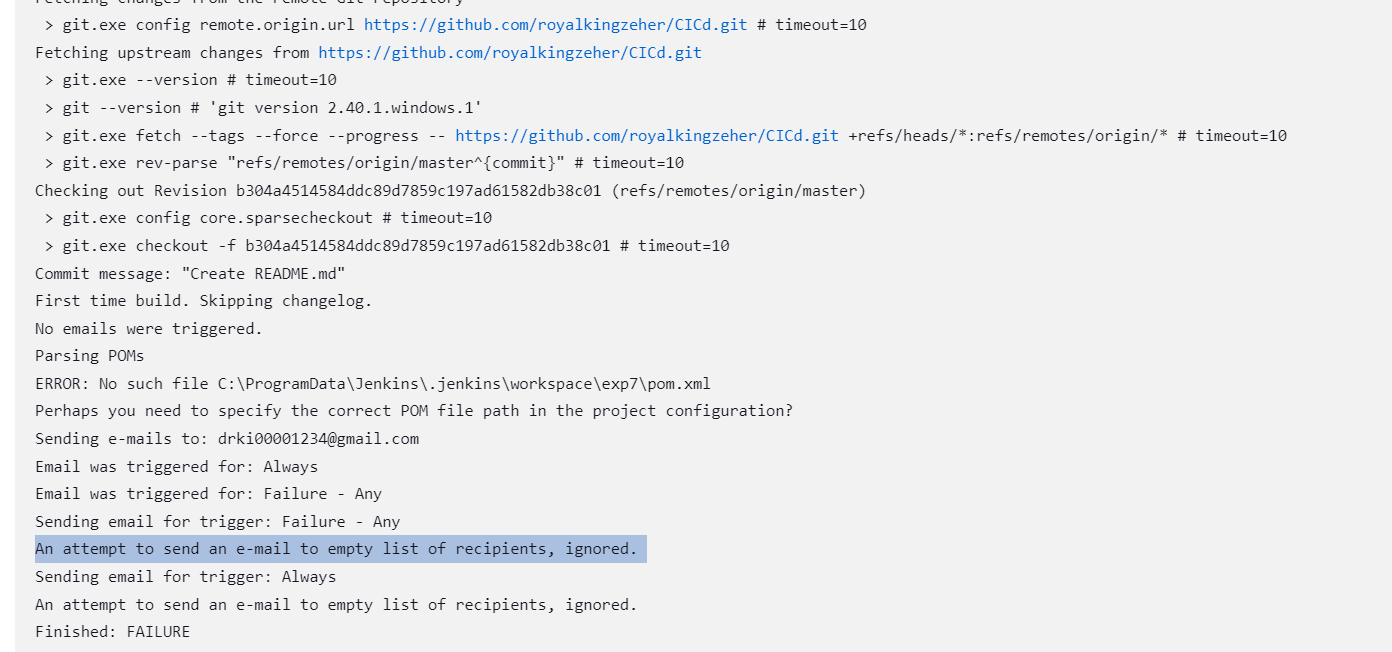 Fetching changes from the remote Git repository
> git.exe config remote.origin.url https://github.com/royalkingzeher/CICd.git # timeout=10
Fetching upstream changes from https://github.com/royalkingzeher/CICd.git
> git.exe --version # timeout=10
> git --version # 'git version 2.40.1.windows.1'
> git.exe fetch --tags --force --progress -- https://github.com/royalkingzeher/CICd.git +refs/heads/*:refs/remotes/origin/* # timeout=10
> git.exe rev-parse "refs/remotes/origin/master^{commit}" # timeout=10
Checking out Revision b304a4514584ddc89d7859c197ad61582db38c01 (refs/remotes/origin/master)
> git.exe config core.sparsecheckout # timeout=10
> git.exe checkout -f b304a4514584ddc89d7859c197ad61582db38c01 # timeout=10
Commit message: "Create README.md"
First time build. Skipping changelog.
No emails were triggered.
Parsing POMs
ERROR: No such file C:\ProgramData\Jenkins\.jenkins\workspace\exp7\pom.xml
Perhaps you need to specify the correct POM file path in the project configuration?
Sending e-mails to: drki00001234@gmail.com
Email was triggered for: Always
Email was triggered for: Failure - Any
Sending email for trigger: Failure - Any
An attempt to send an e-mail to empty list of recipients, ignored.
Sending email for trigger: Always
An attempt to send an e-mail to empty list of recipients, ignored.
Finished: FAILURE